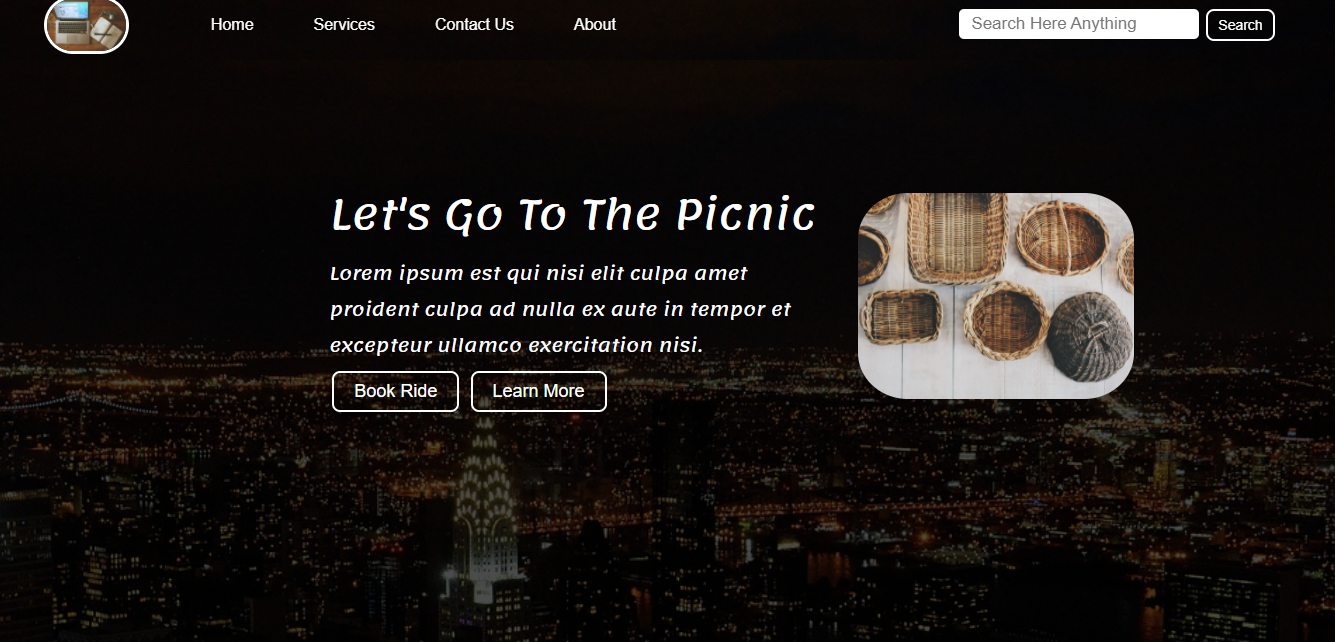 Home Services Contact Us About Search Here Anything Search
Let's Go To The Picnic
Lorem ipsum est qui nisi elit culpa amet
proident culpa ad nulla ex aute in tempor et
excepteur ullamco exercitation nisi.
Book Ride Learn More